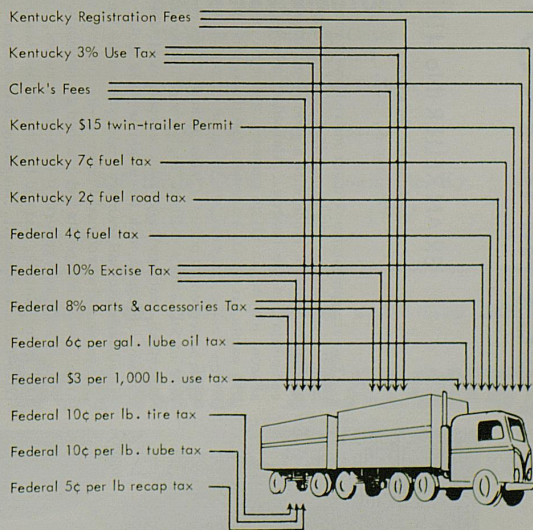 Kentucky Registration Fees
Kentucky 3% Use Tax
Clerk's Fees
Kentucky $15 twin-trailer Permit
Kentucky 7¢ fuel tax
Kentucky 2¢ fuel road tax
Federal 4¢ fuel tax
Federal 10% Excise Tax
Federal 8% parts & accessories Tax
Federal 6¢ per gal. lube oil tax
Federal $3 per 1,000 lb. use tax
Federal 10¢ per lb. tire tax
Federal 10¢ per lb. tube tax
Federal 5¢ per lb recap tax